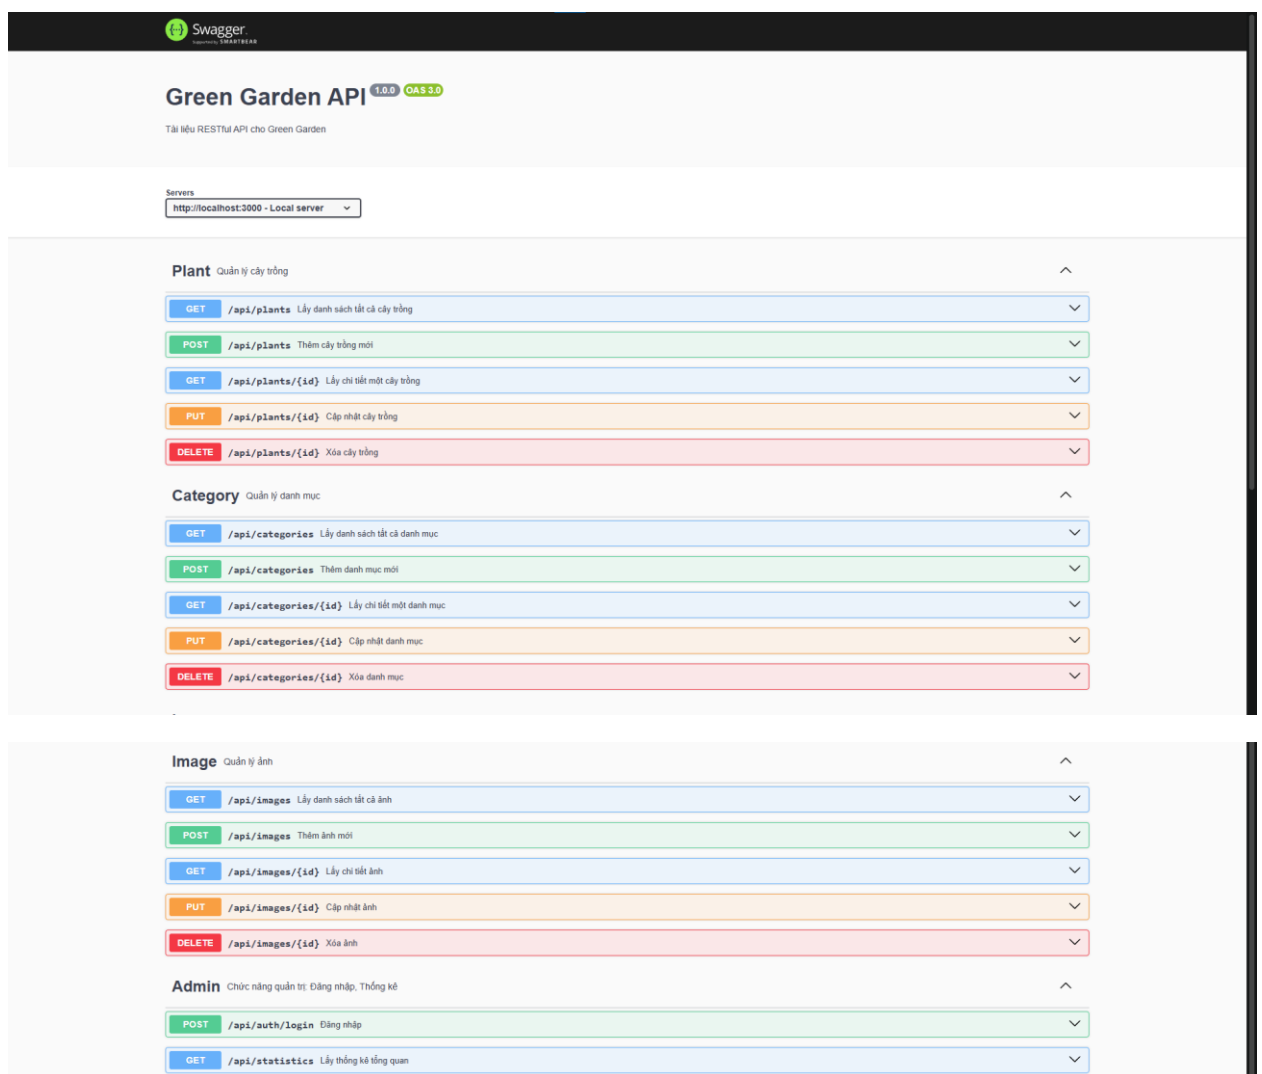 Swagger.
Supported by SMARTBEAR
Green Garden API 1.0.0 OAS 3.0
Tài liệu RESTful API cho Green Garden
Servers
http://localhost:3000 - Local server
Plant Quản lý cây trồng
GET /api/plants Lấy danh sách tất cả cây trồng
POST /api/plants Thêm cây trồng mới
GET /api/plants/{id} Lấy chi tiết một cây trồng
PUT /api/plants/{id} Cập nhật cây trồng
DELETE /api/plants/{id} Xóa cây trồng
Category Quản lý danh mục
GET /api/categories Lấy danh sách tất cả danh mục
POST /api/categories Thêm danh mục mới
GET /api/categories/{id} Lấy chi tiết một danh mục
PUT /api/categories/{id} Cập nhật danh mục
DELETE /api/categories/{id} Xóa danh mục
Image Quản lý ảnh
GET /api/images Lấy danh sách tất cả ảnh
POST /api/images Thêm ảnh mới
GET /api/images/{id} Lấy chi tiết ảnh
PUT /api/images/{id} Cập nhật ảnh
DELETE /api/images/{id} Xóa ảnh
Admin Chức năng quản trị: Đăng nhập, Thống kê
POST /api/auth/login Đăng nhập
GET /api/statistics Lấy thống kê tổng quan